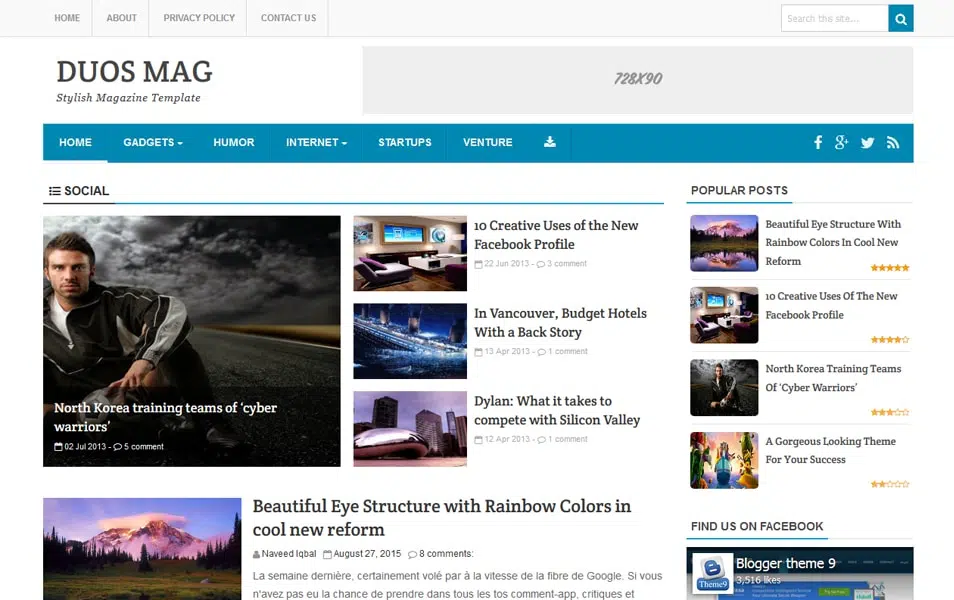 HOME ABOUT PRIVACY POLICY CONTACT US Search this site....
DUOS MAG
Stylish Magazine Template
728X90
HOME GADGETS HUMOR INTERNET STARTUPS VENTURE
SOCIAL
North Korea training teams of ‘cyber
warriors’
02 Jul 2013 - 5 comment
10 Creative Uses of the New
Facebook Profile
22 Jun 2013 - 3 comment
In Vancouver, Budget Hotels
With a Back Story
13 Apr 2013 - 1 comment
Dylan: What it takes to
compete with Silicon Valley
12 Apr 2013 - 1 comment
Beautiful Eye Structure with Rainbow Colors in
cool new reform
Naveed Iqbal August 27, 2015 8 comments:
La semaine dernière, certainement volé par à la vitesse de la fibre de Google. Si vous
n'avez pas eu la chance de prendre dans tous les tos comment-app, critiques et
POPULAR POSTS
Beautiful Eye Structure With
Rainbow Colors In Cool New
Reform
10 Creative Uses Of The New
Facebook Profile
North Korea Training Teams
Of ‘Cyber Warriors’
A Gorgeous Looking Theme
For Your Success
FIND US ON FACEBOOK
Blogger theme 9
3,516 likes
Theme9